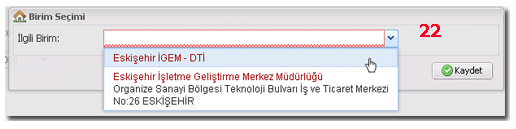 Birim Seçimi
İlgili Birim:
22
Eskişehir İGEM - DTİ
Eskişehir İşletme Geliştirme Merkez Müdürlüğü
Organize Sanayi Bölgesi Teknoloji Bulvarı İş ve Ticaret Merkezi
No:26 ESKİŞEHİR
Kaydet